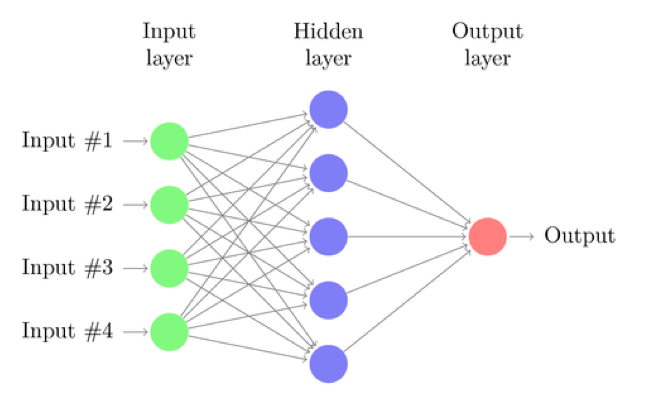 Input
layer
Hidden
layer
Output
layer
Input #1
Input #2
Input #3
Input #4
Output